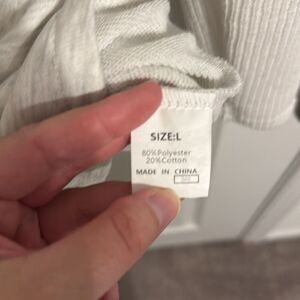 SIZE:L
80%Polyester
20%Cotton
MADE IN CHINA